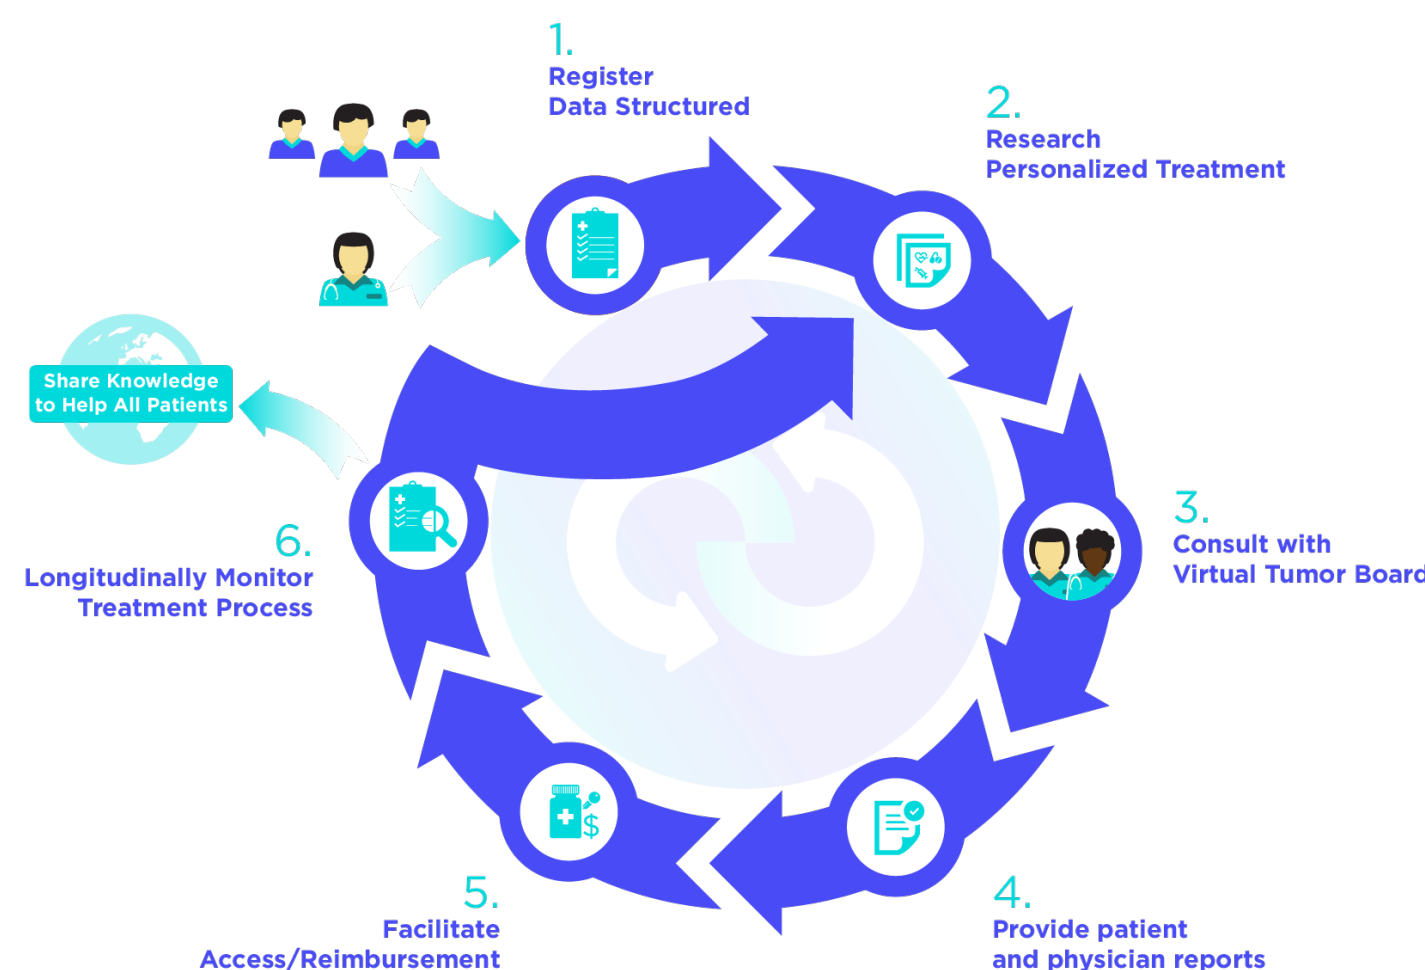 1.
Register
Data Structured
2.
Research
Personalized Treatment
Share Knowledge
to Help All Patients
3.
Consult with
Virtual Tumor Board
6.
Longitudinally Monitor
Treatment Process
$
5.
Facilitate
Access/Reimbursement
4.
Provide patient
and physician reports